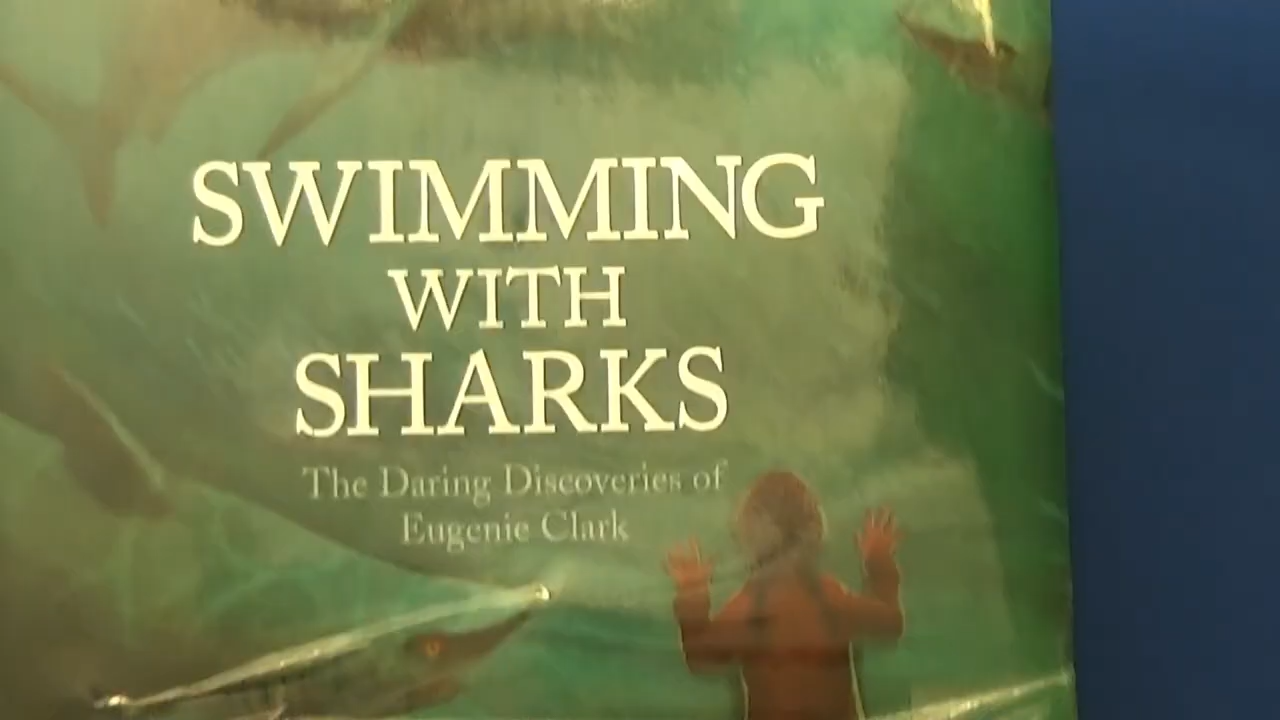 SWIMMING
WITH
SHARKS
The Daring Discoveries of
Eugenie Clark